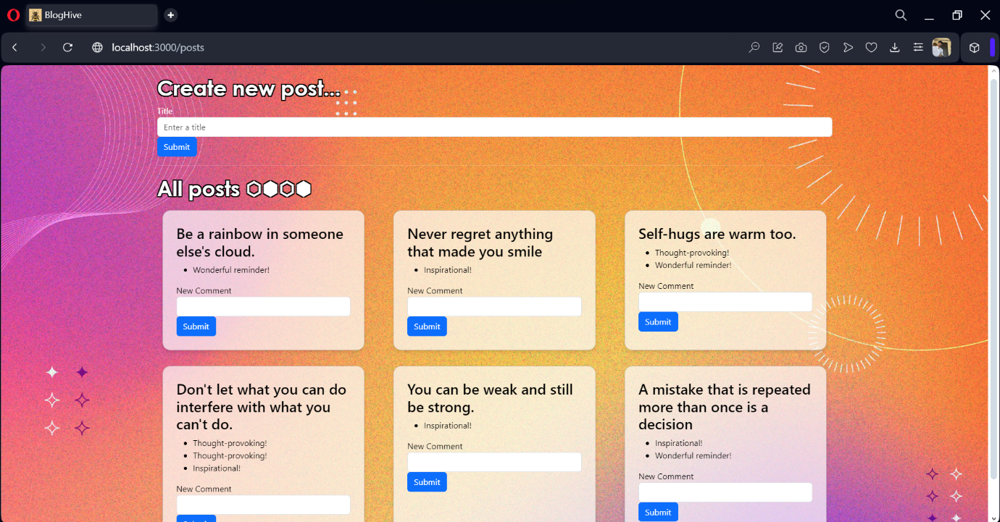 BlogHive
localhost:3000/posts
Create new post...
Title
Enter a title
Submit
All posts ⬡⬢⬡⬢
Be a rainbow in someone
else's cloud.
• Wonderful reminder!
New Comment
Submit
Never regret anything
that made you smile
• Inspirational!
New Comment
Submit
Self-hugs are warm too.
• Thought-provoking!
• Wonderful reminder!
New Comment
Submit
Don't let what you can do
interfere with what you
can't do.
• Thought-provoking!
• Thought-provoking!
• Inspirational!
New Comment
You can be weak and still
be strong.
• Inspirational!
New Comment
Submit
A mistake that is repeated
more than once is a
decision
• Inspirational!
• Wonderful reminder!
New Comment
Submit